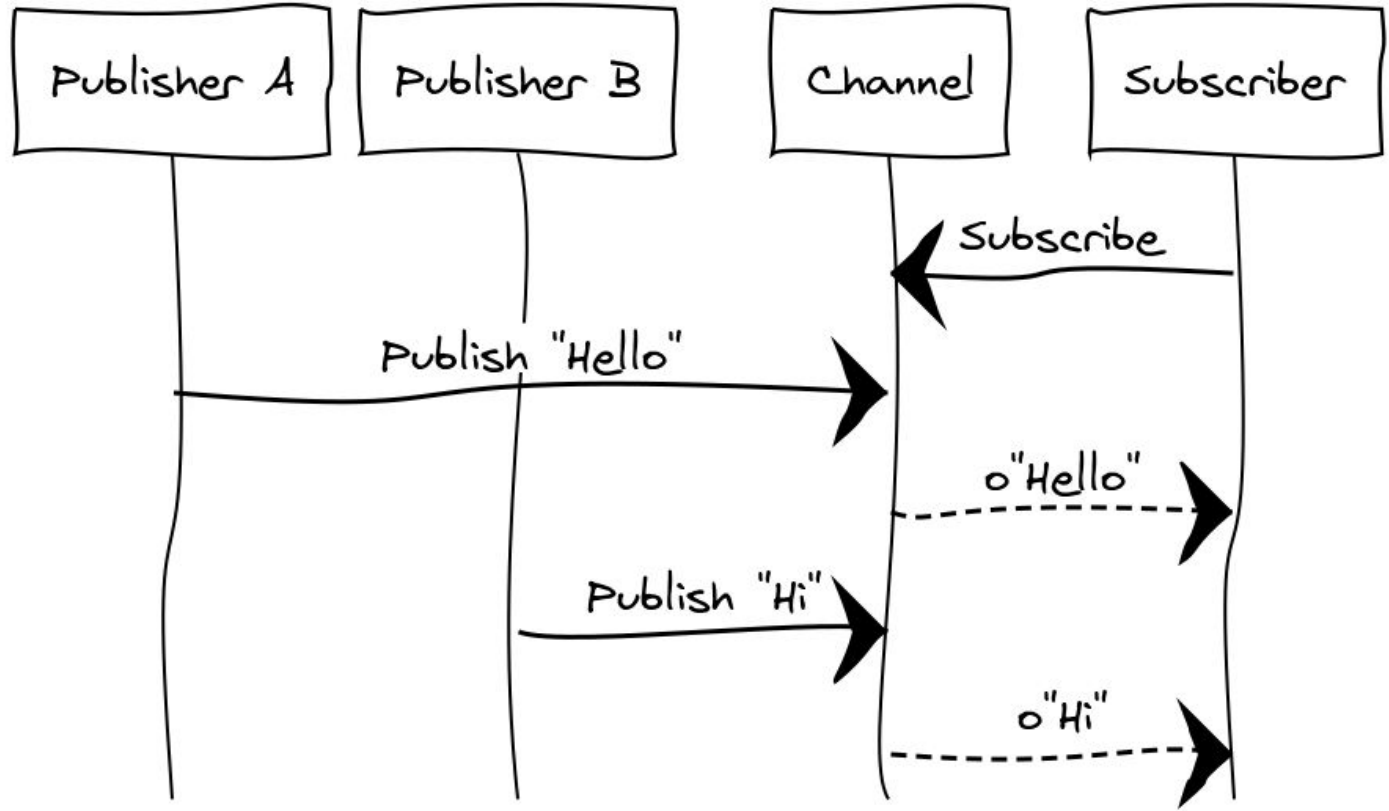 Publisher A
Publisher B
Channel
Subscriber
Subscribe
Publish "Hello"
o"Hello"
Publish "Hi"
o"Hi"